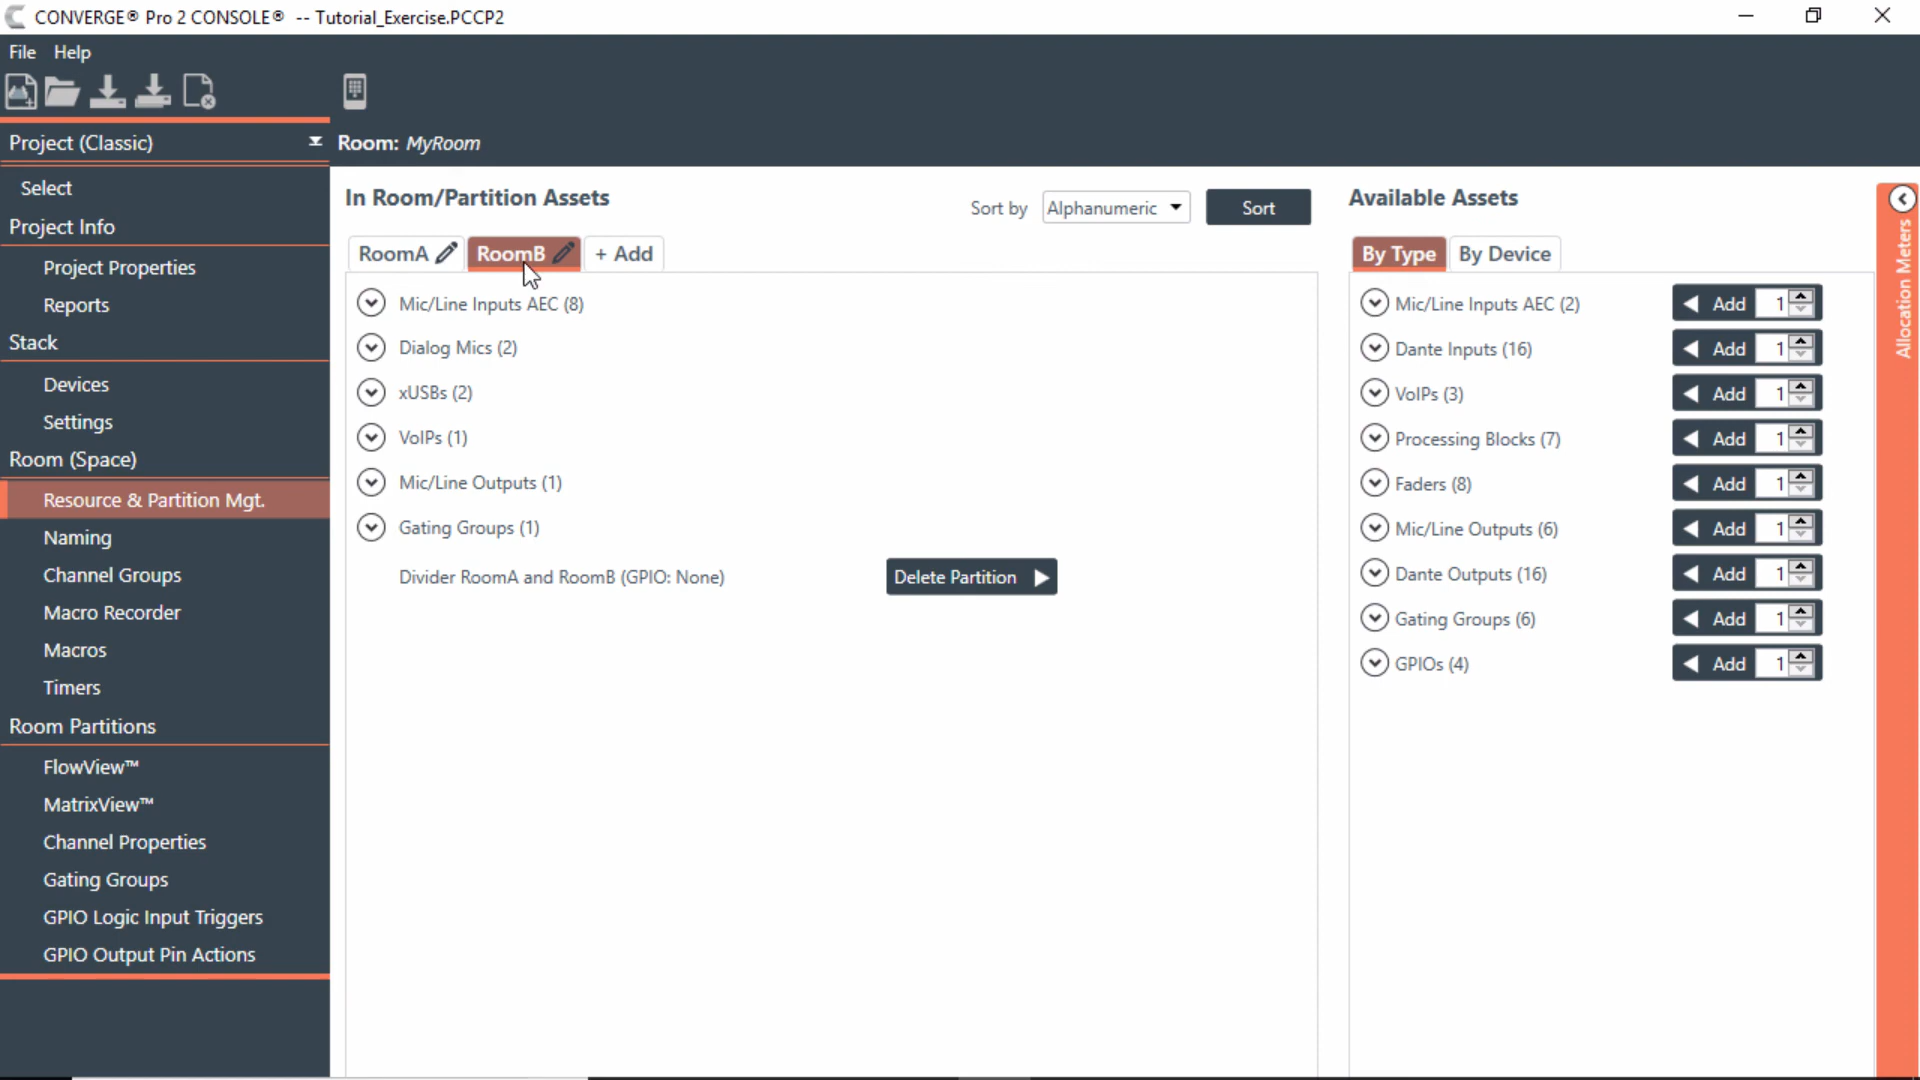 CONVERGE® Pro 2 CONSOLE® -- Tutorial_Exercise.PCCP2
File Help
Project (Classic)
Room: MyRoom
Select
Project Info
Project Properties
Reports
Stack
Devices
Settings
Room (Space)
Resource & Partition Mgt.
Naming
Channel Groups
Macro Recorder
Macros
Timers
Room Partitions
FlowView™
MatrixView™
Channel Properties
Gating Groups
GPIO Logic Input Triggers
GPIO Output Pin Actions
In Room/Partition Assets
Sort by Alphanumeric Sort
RoomA RoomB + Add
Mic/Line Inputs AEC (8)
Dialog Mics (2)
xUSBs (2)
VoIPs (1)
Mic/Line Outputs (1)
Gating Groups (1)
Divider RoomA and RoomB (GPIO: None) Delete Partition
Available Assets
By Type By Device
Mic/Line Inputs AEC (2) Add 1
Dante Inputs (16) Add 1
VoIPs (3) Add 1
Processing Blocks (7) Add 1
Faders (8) Add 1
Mic/Line Outputs (6) Add 1
Dante Outputs (16) Add 1
Gating Groups (6) Add 1
GPIOs (4) Add 1
Allocation Meters